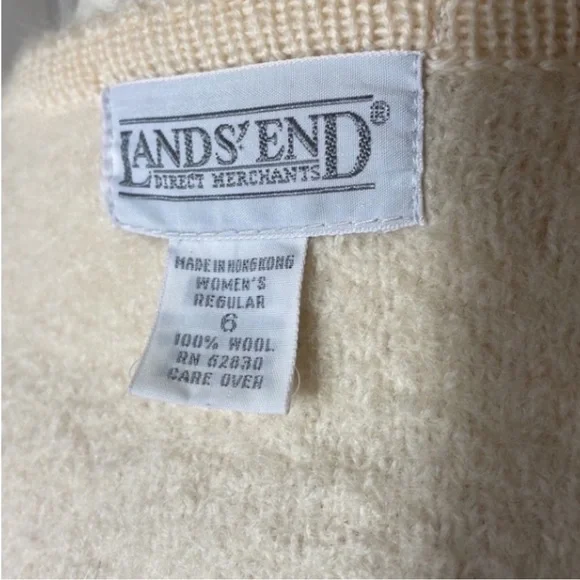 LANDS' END®
DIRECT MERCHANTS
MADE IN HONG KONG
WOMEN'S
REGULAR
6
100% WOOL
RN 62830
CARE OVER